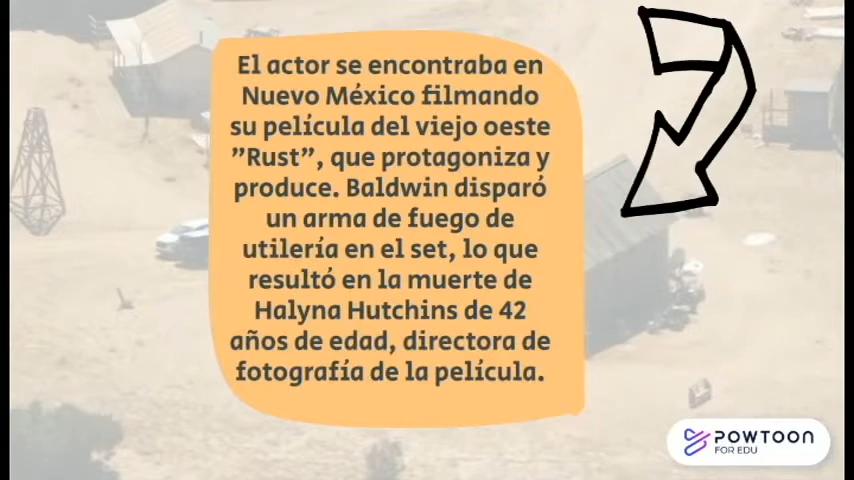 El actor se encontraba en
Nuevo México filmando
su película del viejo oeste
”Rust”, que protagoniza y
produce. Baldwin disparó
un arma de fuego de
utilería en el set, lo que
resultó en la muerte de
Halyna Hutchins de 42
años de edad, directora de
fotografía de la película.
POWTOON
FOR EDU